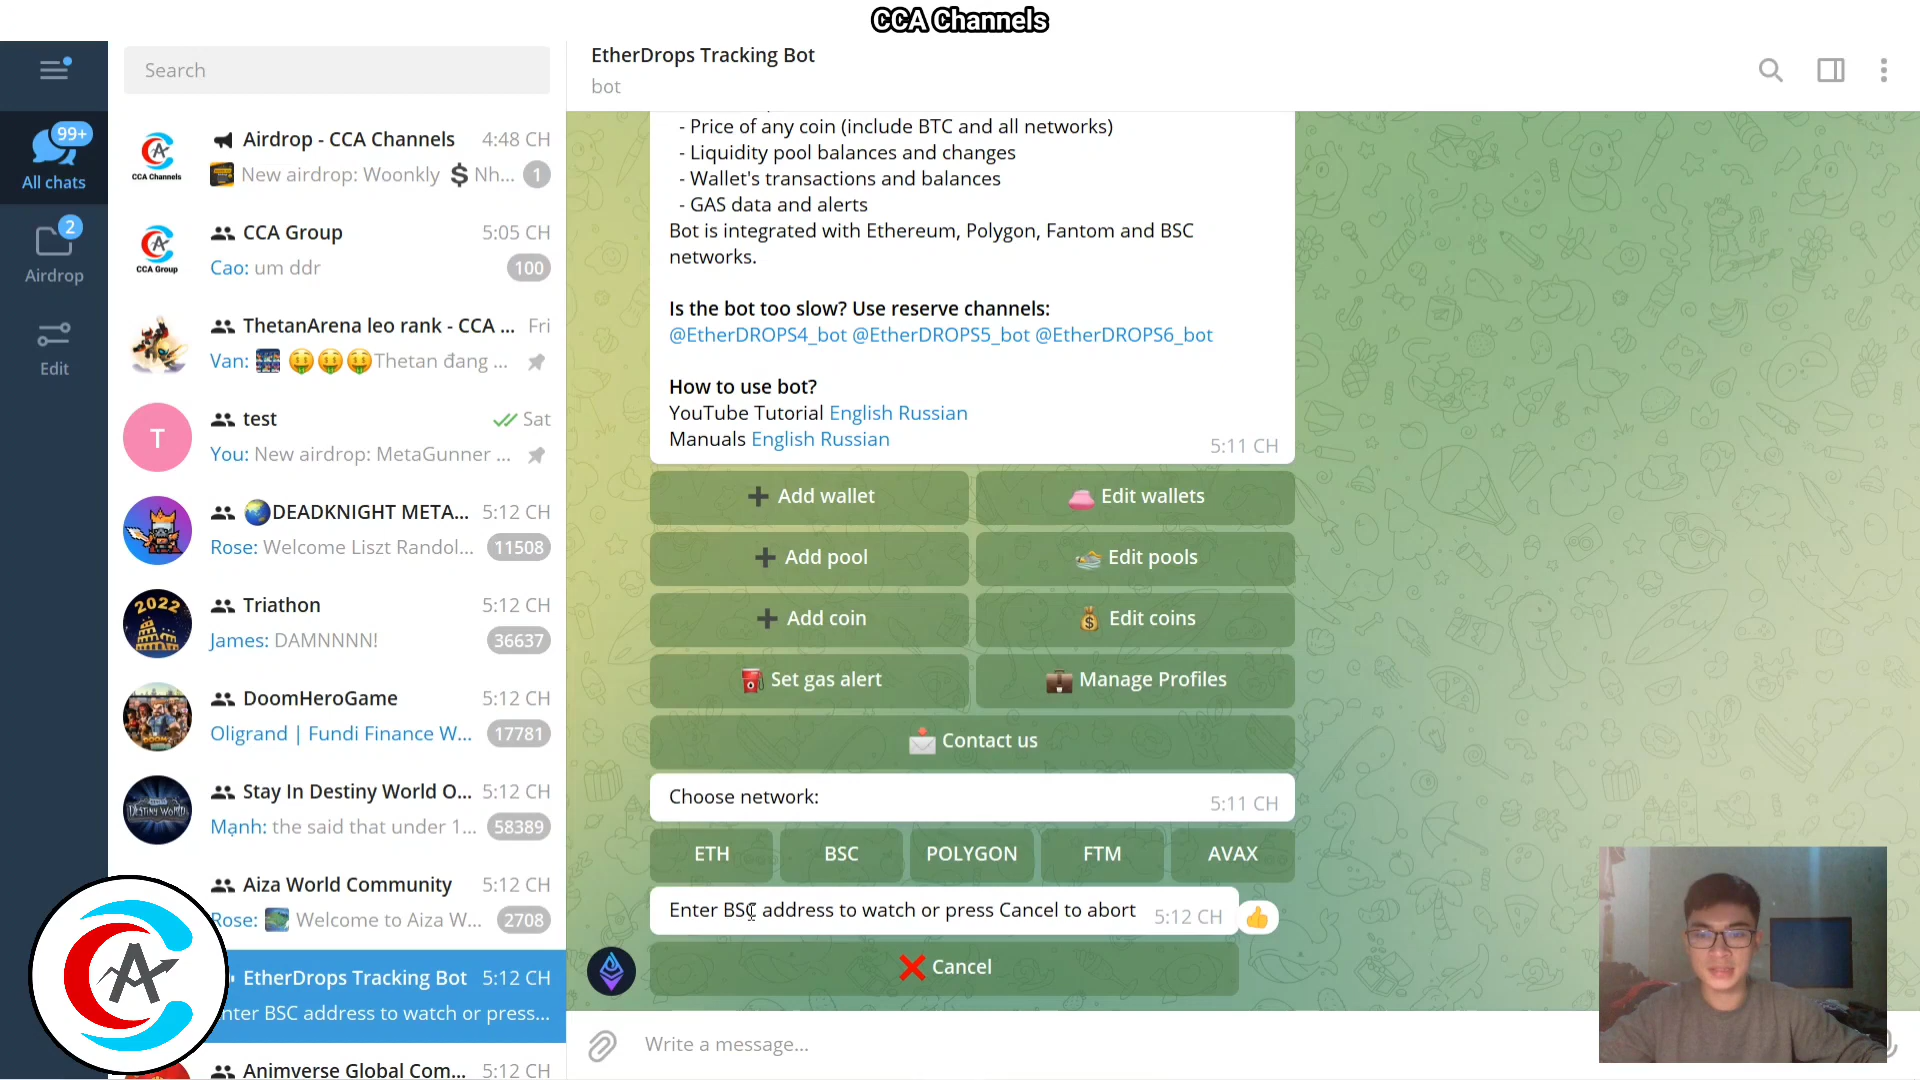 CCA Channels
Search
99+
All chats
2
Airdrop
Edit
CCA Channels
Airdrop - CCA Channels 4:48 CH
New airdrop: Woonkly $ Nh... 1
CCA Group
CCA Group 5:05 CH
Cao: um ddr 100
ThetanArena leo rank - CCA ... Fri
Van: 🤑🤑🤑Thetan đang ...
T
test Sat
You: New airdrop: MetaGunner ...
🌏DEADKNIGHT META... 5:12 CH
Rose: Welcome Liszt Randol... 11508
2022
Triathon 5:12 CH
James: DAMNNNN! 36637
DoomHeroGame 5:12 CH
Oligrand | Fundi Finance W... 17781
DESTINY WORLD
Stay In Destiny World O... 5:12 CH
Mạnh: the said that under 1... 58389
Aiza World Community 5:12 CH
Rose: Welcome to Aiza W... 2708
EtherDrops Tracking Bot 5:12 CH
nter BSC address to watch or press...
Animverse Global Com... 5:12 CH
CCA
EtherDrops Tracking Bot
bot
- Price of any coin (include BTC and all networks)
- Liquidity pool balances and changes
- Wallet's transactions and balances
- GAS data and alerts
Bot is integrated with Ethereum, Polygon, Fantom and BSC
networks.
Is the bot too slow? Use reserve channels:
@EtherDROPS4_bot @EtherDROPS5_bot @EtherDROPS6_bot
How to use bot?
YouTube Tutorial English Russian
Manuals English Russian
5:11 CH
➕ Add wallet
👛 Edit wallets
➕ Add pool
Edit pools
➕ Add coin
💰 Edit coins
⛽ Set gas alert
💼 Manage Profiles
📩 Contact us
Choose network:
5:11 CH
ETH
BSC
POLYGON
FTM
AVAX
Enter BSC address to watch or press Cancel to abort 5:12 CH 👍
❌ Cancel
Write a message...